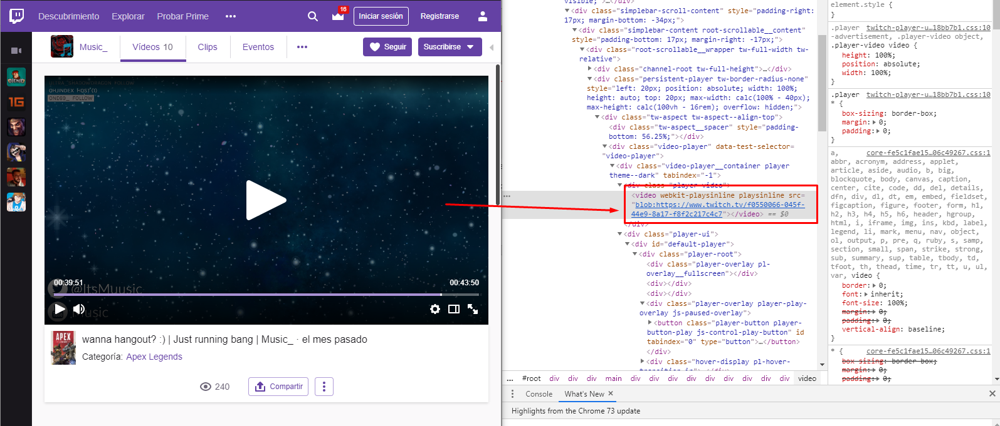 Descubrimiento Explorar Probar Prime ••• 16 Iniciar sesión Registrarse
Music_ Vídeos 10 Clips Eventos ••• Seguir Suscribirse
ULTRA_SHADOWDRAGON FOLLOW
OHJINDEX HOST (1)
ONE69_ FOLLOW
00:39:51 00:43:50
@ItsMuusic
Music
wanna hangout? :) | Just running bang | Music_ · el mes pasado
Categoría: Apex Legends
240 Compartir
APEX
1G
visible; ">…</div>
▼<div class="simplebar-scroll-content" style="padding-right:
17px; margin-bottom: -34px;">
▼<div class="simplebar-content root-scrollable__content"
style="padding-bottom: 17px; margin-right: -17px;">
▼<div class="root-scrollable__wrapper tw-full-width tw-
relative">
▶<div class="channel-root tw-full-height">…</div>
▼<div class="persistent-player tw-border-radius-none"
style="left: 20px; position: absolute; width: 100%;
height: auto; top: 20px; max-width: calc(100% - 40px);
max-height: calc(100vh - 16rem); overflow: hidden;">
▼<div class="tw-aspect tw-aspect--align-top">
<div class="tw-aspect__spacer" style="padding-
bottom: 56.25%;"></div>
▼<div class="video-player" data-test-selector=
"video-player">
▼<div class="video-player__container player
theme--dark" tabindex="-1">
▼<div class="player-video">
<video webkit-playsinline playsinline src=
"blob:https://www.twitch.tv/f0550066-045f-
44e9-8a17-f8f2c217c4c7"></video> == $0
</div>
▼<div class="player-ui">
▼<div id="default-player">
▼<div class="player-root">
<div class="player-overlay pl-
overlay__fullscreen"></div>
<div></div>
<div></div>
▼<div class="player-overlay player-play-
overlay js-paused-overlay">
▶<button class="player-button player-
button-play js-control-play-button" id
tabindex="0" type="button">…</button>
</div>
▶<div class="hover-display pl-hover-
transition-in"></div>
... #root div div div main div div div div div div div div div video
Console What's New ×
Highlights from the Chrome 73 update
element.style {
}
.player twitch-player-u…18bb7b1.css:10
-advertisement, .player-video object,
.player-video video {
height: 100%;
position: absolute;
width: 100%;
}
.player twitch-player-u…18bb7b1.css:10
* {
box-sizing: border-box;
margin:▶ 0;
padding:▶ 0;
}
a, core-fe5c1fae15…06c49267.css:1
abbr, acronym, address, applet,
article, aside, audio, b, big,
blockquote, body, canvas, caption,
center, cite, code, dd, del, details,
dfn, div, dl, dt, em, embed, fieldset,
figcaption, figure, footer, form, h1,
h2, h3, h4, h5, h6, header, hgroup,
html, i, iframe, img, ins, kbd, label,
legend, li, mark, menu, nav, object,
ol, output, p, pre, q, ruby, s, samp,
section, small, span, strike, strong,
sub, summary, sup, table, tbody, td,
tfoot, th, thead, time, tr, tt, u, ul,
var, video {
border:▶ 0;
font:▶ inherit;
font-size: 100%;
margin:▶ 0;
padding:▶ 0;
vertical-align: baseline;
}
* { core-fe5c1fae15…06c49267.css:1
box-sizing: border-box;
margin:▶ 0;
padding:▶ 0;